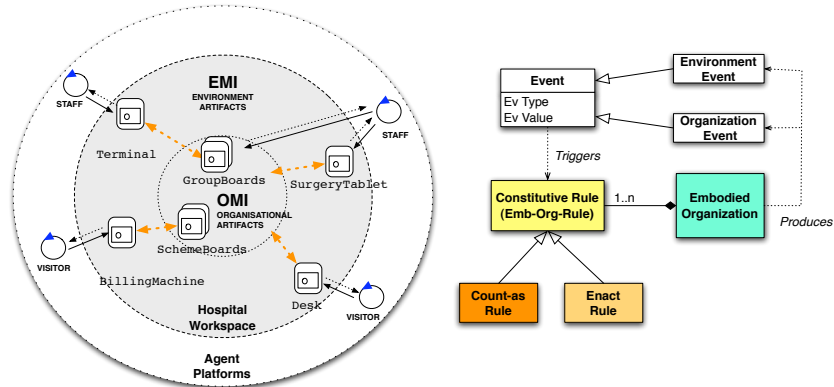 EMI
ENVIRONMENT
ARTIFACTS
STAFF
STAFF
Terminal
GroupBoards
SurgeryTablet
OMI
ORGANISATIONAL
ARTIFACTS
SchemeBoards
VISITOR
BillingMachine
Desk
VISITOR
Hospital
Workspace
Agent
Platforms
Event
Ev Type
Ev Value
Environment
Event
Organization
Event
Triggers
Constitutive Rule
(Emb-Org-Rule)
1..n
Embodied
Organization
Produces
Count-as
Rule
Enact
Rule